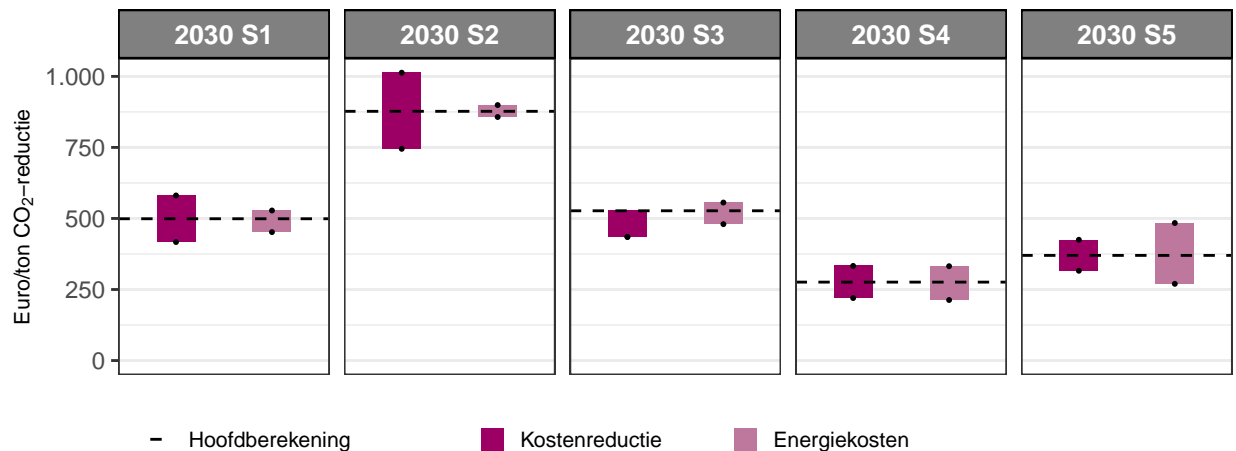 2030 S1
2030 S2
2030 S3
2030 S4
2030 S5
Euro/ton CO₂−reductie
1.000
750
500
250
0
Hoofdberekening
Kostenreductie
Energiekosten